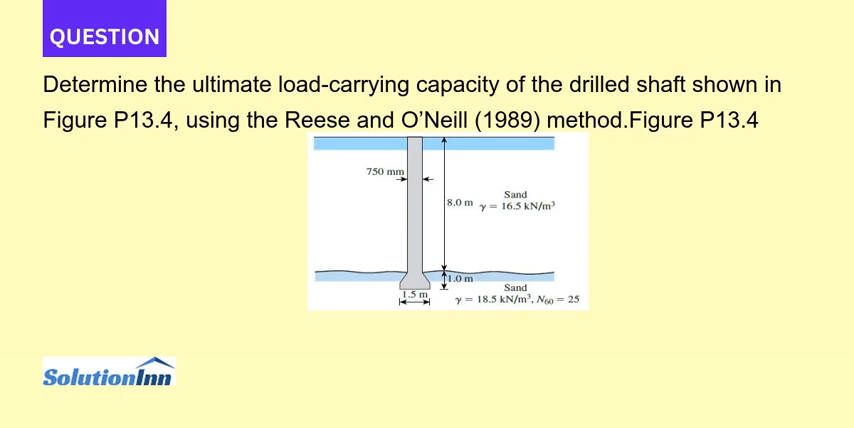 QUESTION
Determine the ultimate load-carrying capacity of the drilled shaft shown in
Figure P13.4, using the Reese and O'Neill (1989) method.Figure P13.4
750 mm
Sand
8.0 m γ = 16.5 kN/m³
1.0 m
Sand
1.5 m
γ = 18.5 kN/m³, N₆₀ = 25
SolutionInn